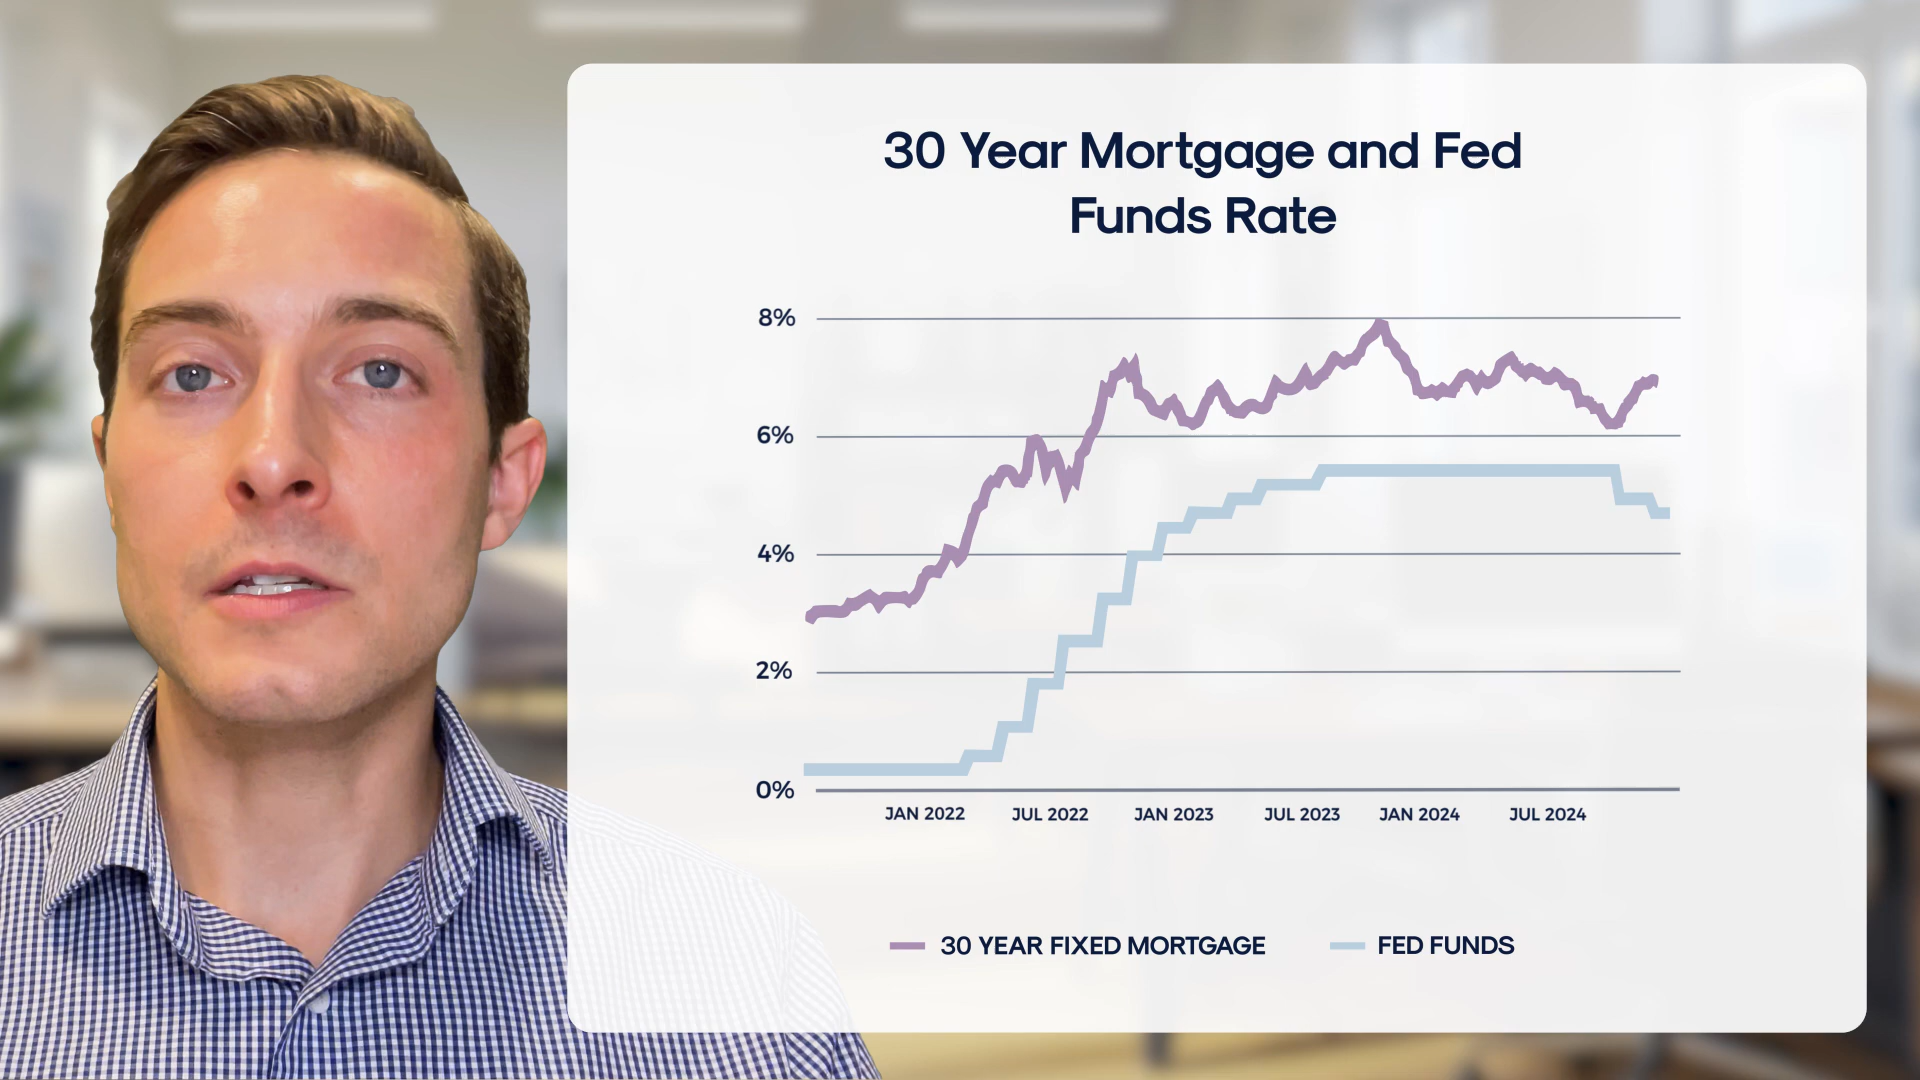 30 Year Mortgage and Fed
Funds Rate
8%
6%
4%
2%
0%
JAN 2022 JUL 2022 JAN 2023 JUL 2023 JAN 2024 JUL 2024
30 YEAR FIXED MORTGAGE FED FUNDS